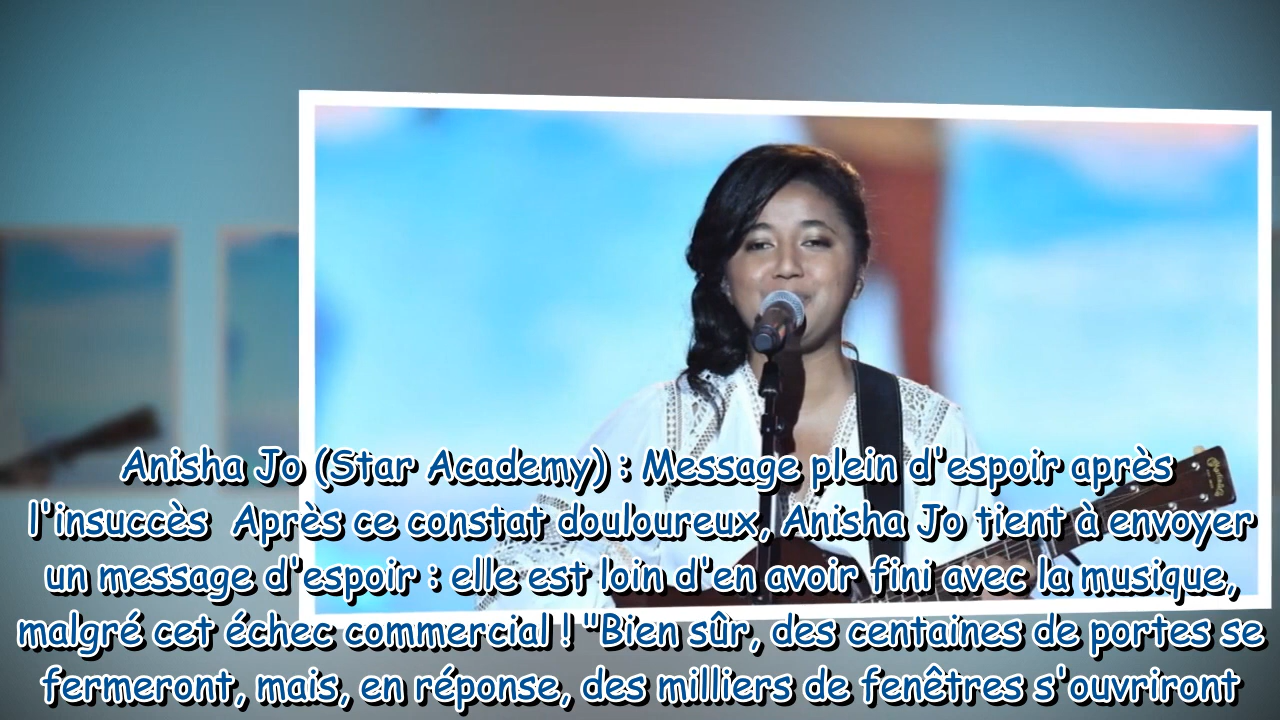 Anisha Jo (Star Academy) : Message plein d'espoir après
l'insuccès  Après ce constat douloureux, Anisha Jo tient à envoyer
un message d'espoir : elle est loin d'en avoir fini avec la musique,
malgré cet échec commercial ! "Bien sûr, des centaines de portes se
fermeront, mais, en réponse, des milliers de fenêtres s'ouvriront